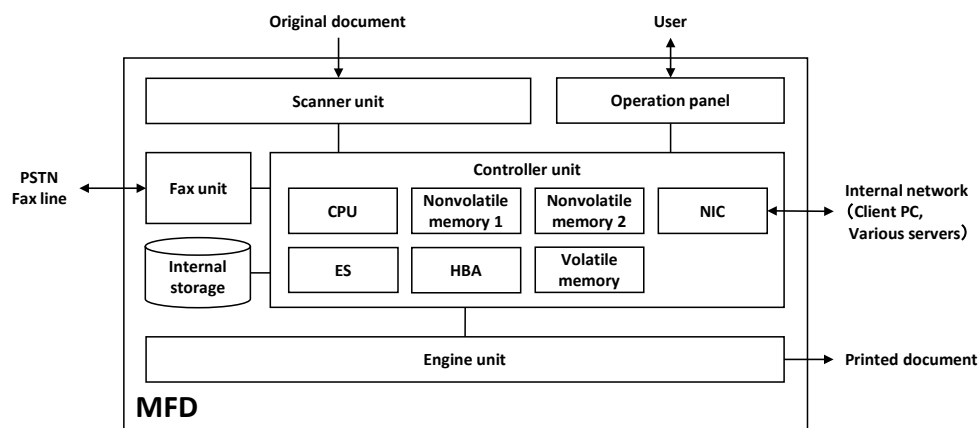 Original document
User
Scanner unit
Operation panel
Controller unit
PSTN
Fax line
Fax unit
CPU
Nonvolatile
memory 1
Nonvolatile
memory 2
NIC
Internal network
（Client PC,
Various servers）
Internal
storage
ES
HBA
Volatile
memory
Engine unit
Printed document
MFD